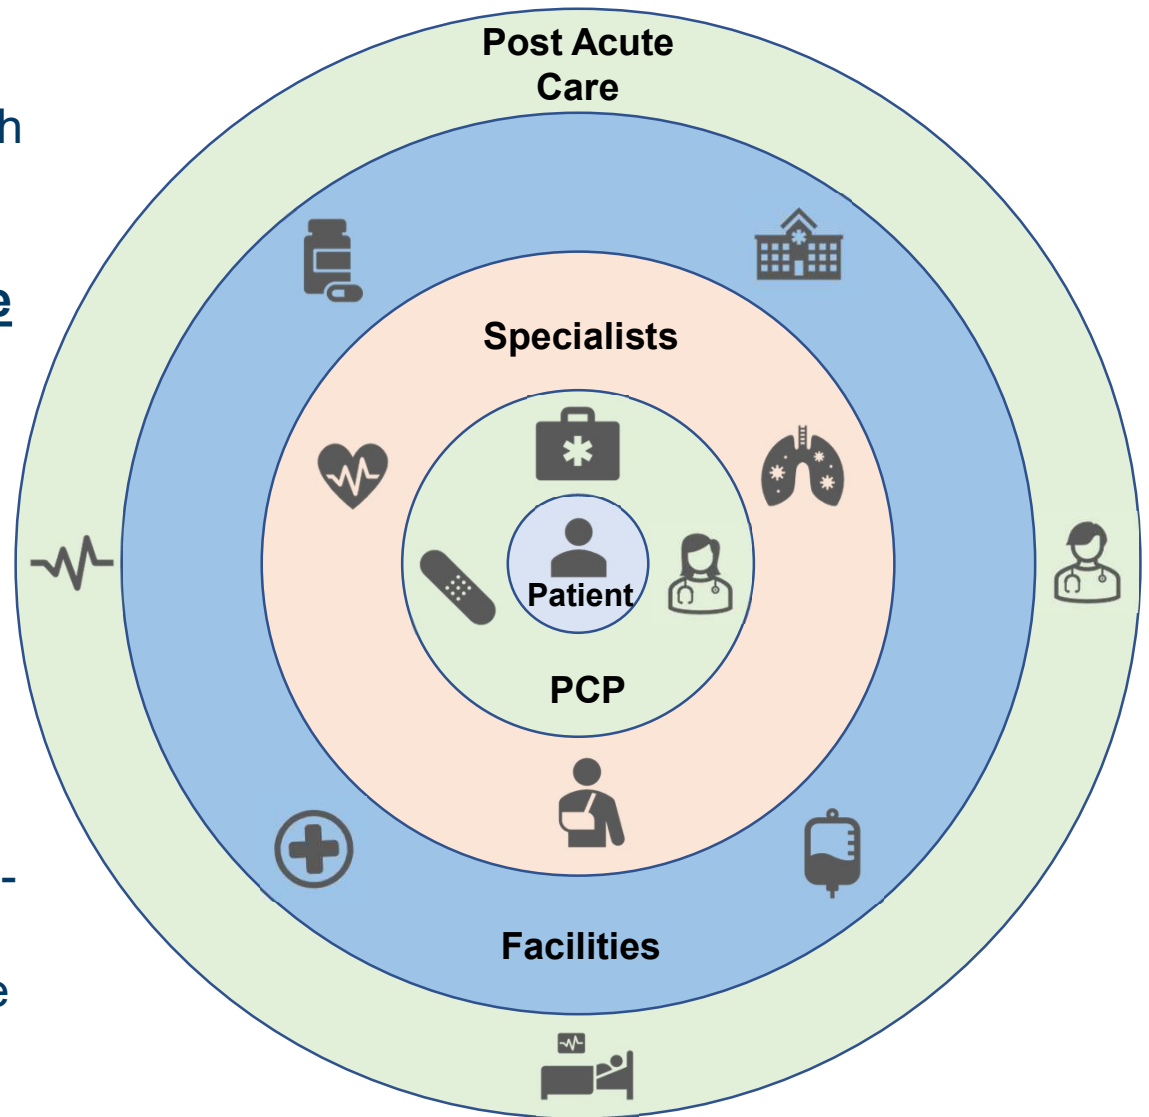 Post Acute
Care
h
e
Specialists
Patient
PCP
-
Facilities
e